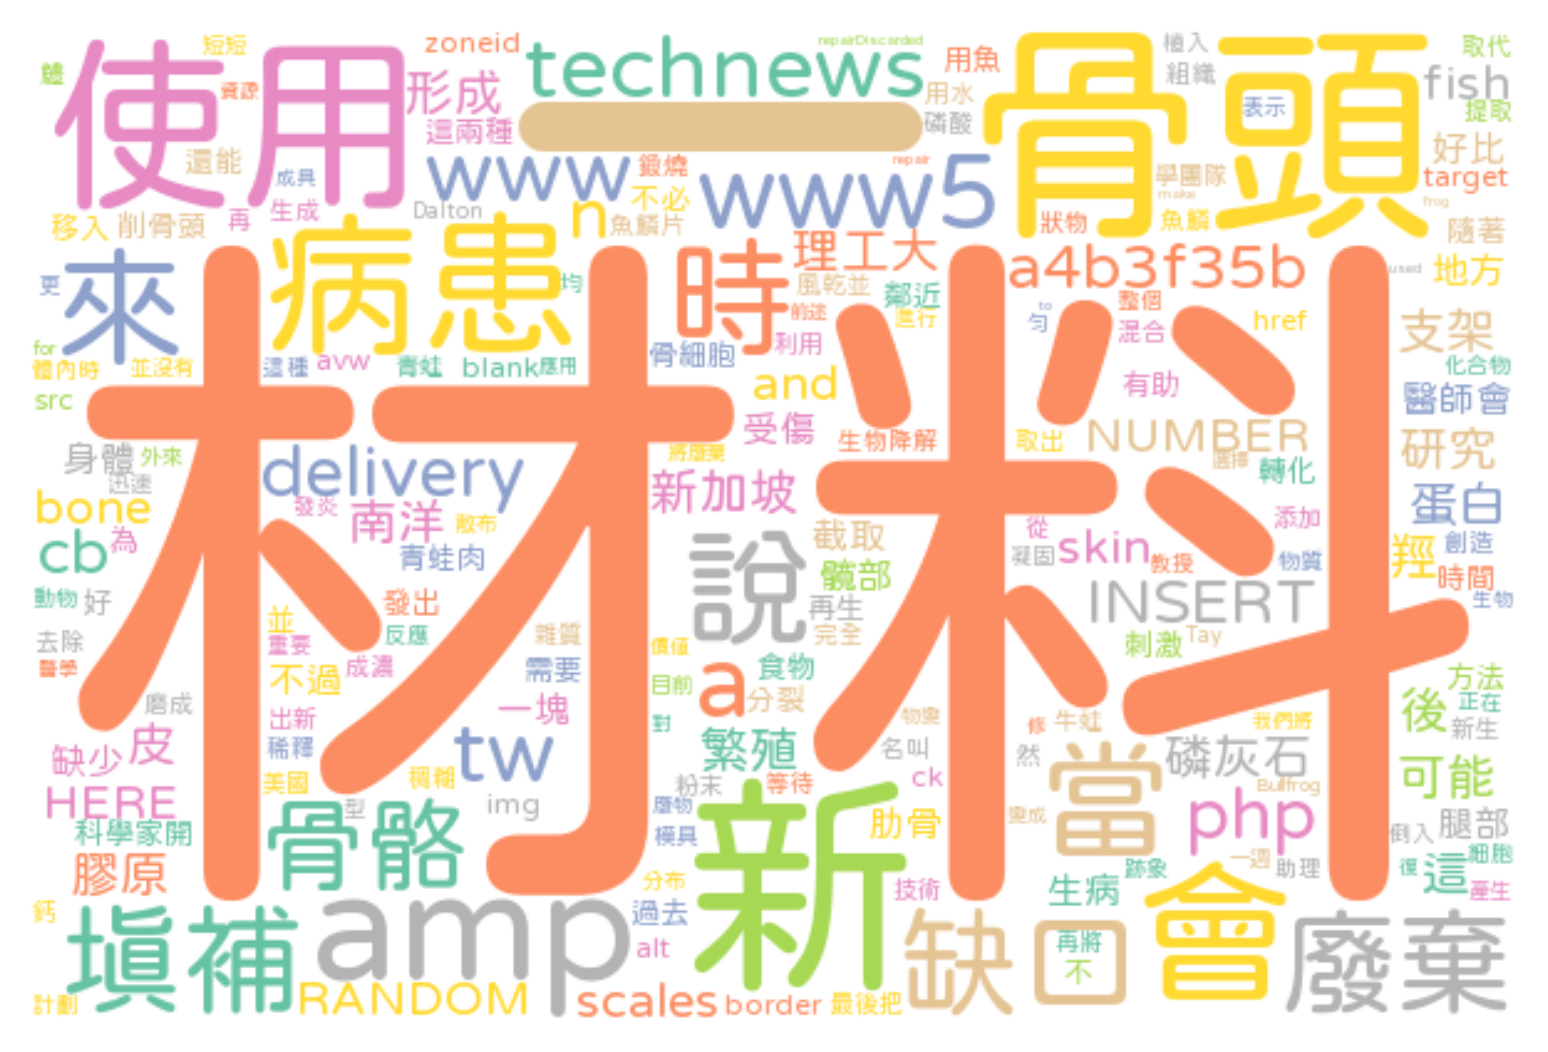 短短
zoneid
technews
repairDiscarded
用魚
骨頭
植入
組織
取代
fish
使用
資源
形成
這兩種
用水
磷酸
表示
提取
還能
成具
www
鍛燒
不必
repair
www5
學團隊
make
好比
target
frog
移入
削骨頭
再
生成
Dalton
n
魚鱗片
狀物
魚鱗
隨著
來
更
病患
均
時
理工大
風乾並
前途
鄰近
進行
a4b3f35b
used
地方
for
體內時
並沒有
這種
avw
青蛙
blank
應用
骨細胞
利用
to
勻
整個
混合
href
支架
化合物
src
材料
and
受傷
有助
醫師會
身體
外來
迅速
delivery
將廢棄
生物降解
取出
NUMBER
選擇
轉化
研究
bone
發炎
南洋
散布
新加坡
截取
從
添加
蛋白
cb
為
青蛙肉
說
髖部
凝固
skin
教授
物質
脛
創造
時間
動物
好
並
發出
再生
INSERT
生物
去除
重要
反應
雜質
價值
完全
刺激
Tay
醫學
不過
成濃
需要
目前
a
食物
分裂
方法
磨成
出新
一塊
對
物變
修
牛蛙
我們將
後
正在
新生
缺少
皮
稀釋
tw
繁殖
名叫
然
磷灰石
美國
稠糊
粉末
等待
ck
當
Bullfrog
可能
HERE
骨骼
型
img
廢物
模具
新
肋骨
變成
php
倒入
腿部
科學家開
膠原
分布
技術
生病
跡象
一週
助理
復
這
細胞
產生
鈣
填補
amp
過去
alt
缺口
再將
不
會
廢棄
計劃
RANDOM
scales
border
最後把